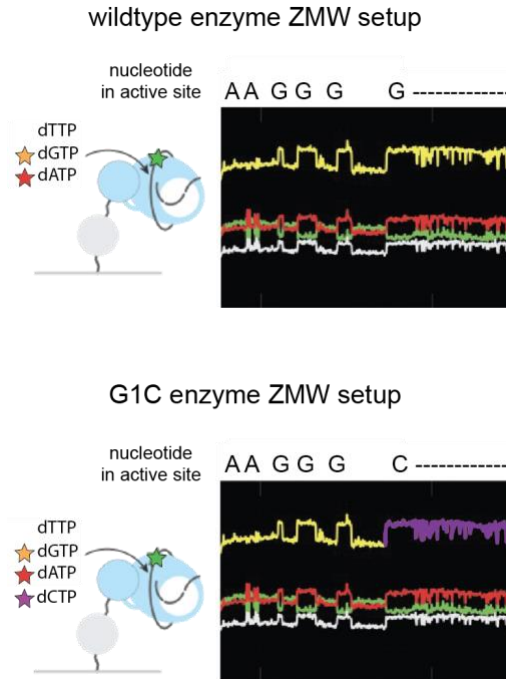 wildtype enzyme ZMW setup
nucleotide
in active site
A A G G G G ------------
dTTP
dGTP
dATP
G1C enzyme ZMW setup
nucleotide
in active site
A A G G G C ------------
dTTP
dGTP
dATP
dCTP